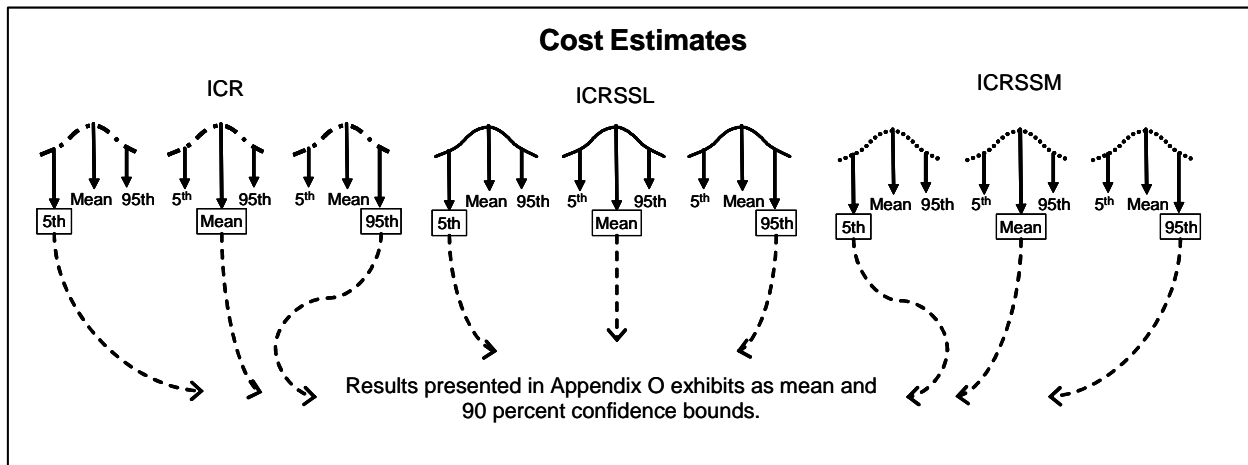 Cost Estimates
ICR
ICRSSL
ICRSSM
Mean 95th
5th
5th 95th
Mean
5th Mean
95th
Mean 95th
5th
5th 95th
Mean
5th Mean
95th
Mean 95th
5th
5th 95th
Mean
5th Mean
95th
Results presented in Appendix O exhibits as mean and
90 percent confidence bounds.